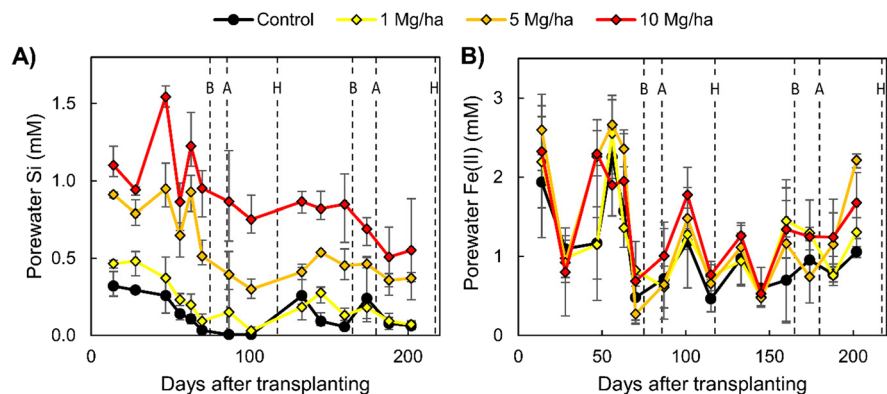 Control 1 Mg/ha 5 Mg/ha 10 Mg/ha
A) B)
B A H B A H
B A H B A H
1.5
1.0
0.5
0.0
Porewater Si (mM)
0 100 200
Days after transplanting
3
2
1
0
Porewater Fe(II) (mM)
0 50 100 150 200
Days after transplanting